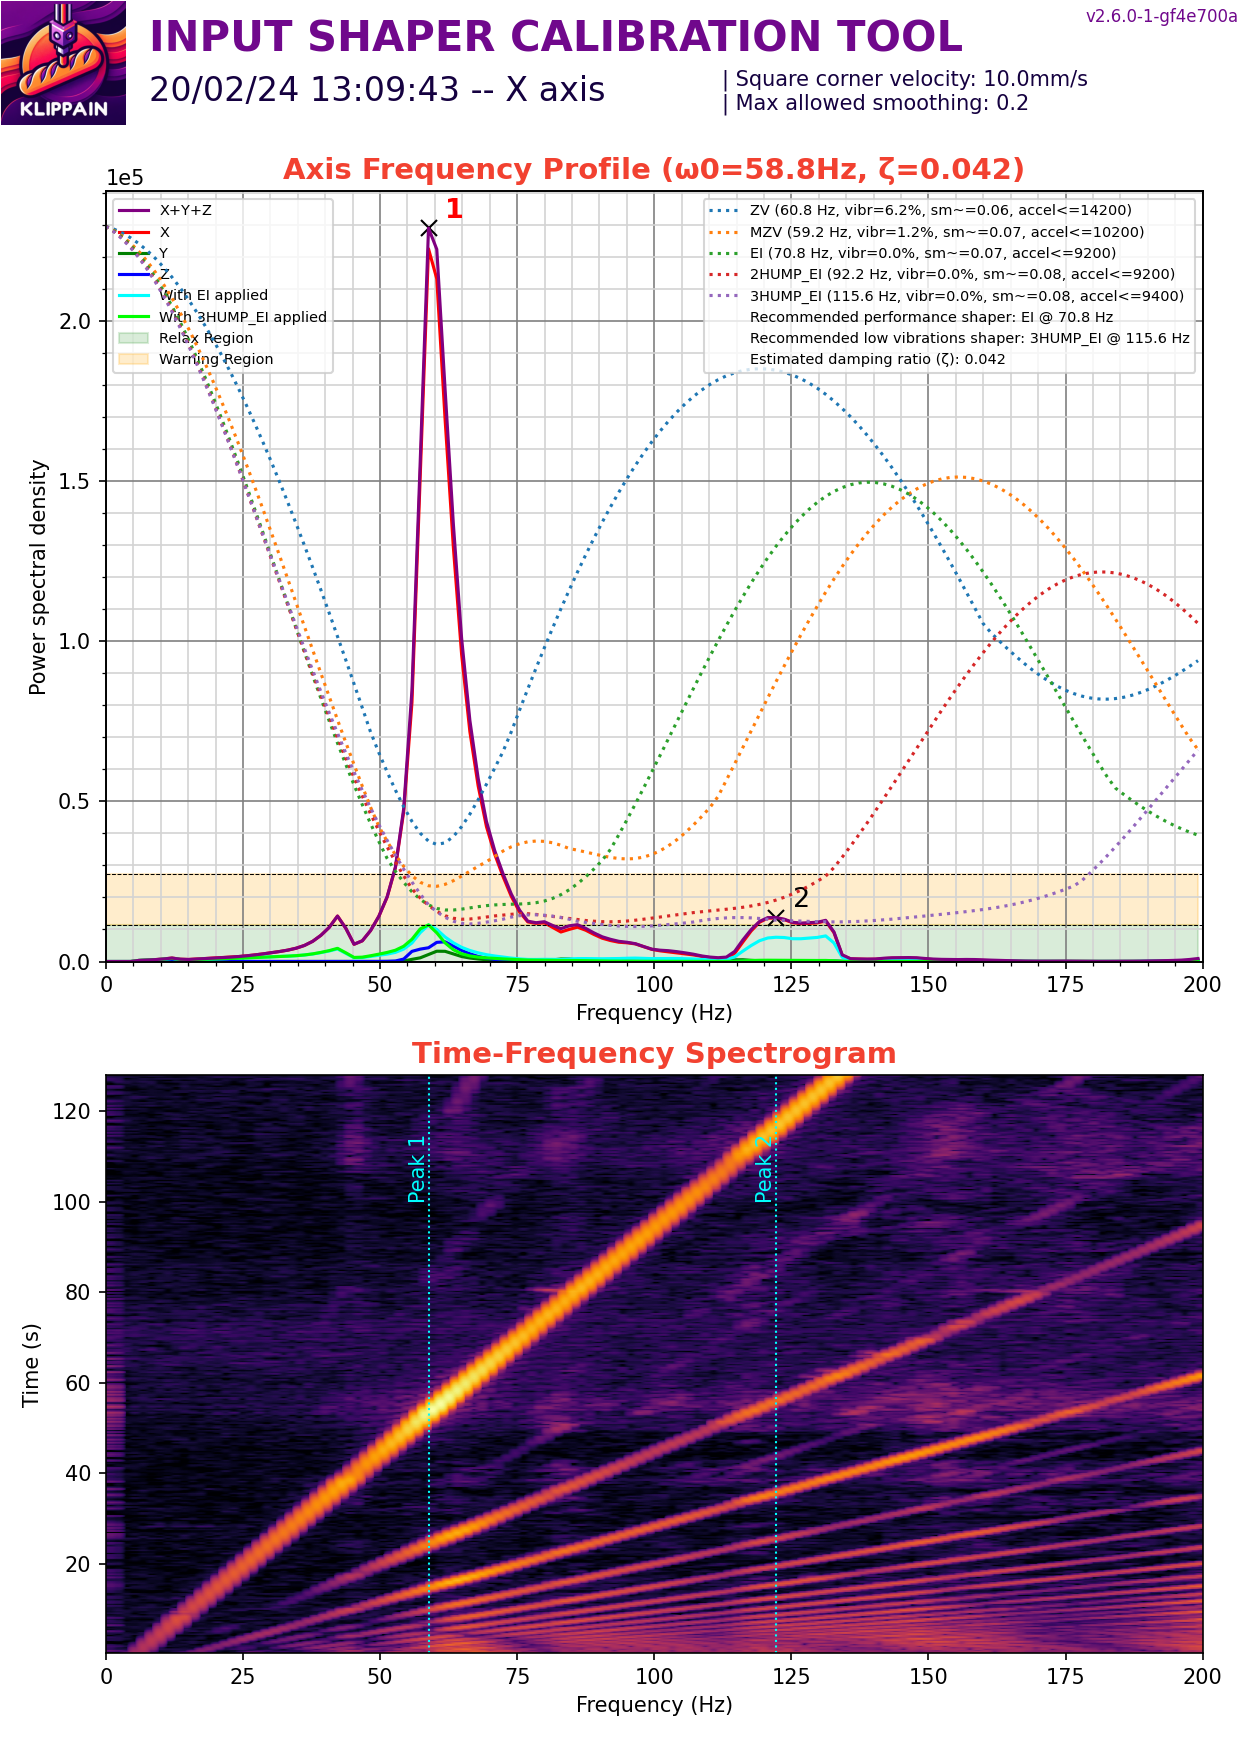 v2.6.0-1-gf4e700a
INPUT SHAPER CALIBRATION TOOL
20/02/24 13:09:43 -- X axis
| Square corner velocity: 10.0mm/s
| Max allowed smoothing: 0.2
KLIPPAIN
Axis Frequency Profile (ω0=58.8Hz, ζ=0.042)
1e5
X+Y+Z
X
Y
Z
With EI applied
With 3HUMP_EI applied
Relax Region
Warning Region
1
ZV (60.8 Hz, vibr=6.2%, sm~=0.06, accel<=14200)
MZV (59.2 Hz, vibr=1.2%, sm~=0.07, accel<=10200)
EI (70.8 Hz, vibr=0.0%, sm~=0.07, accel<=9200)
2HUMP_EI (92.2 Hz, vibr=0.0%, sm~=0.08, accel<=9200)
3HUMP_EI (115.6 Hz, vibr=0.0%, sm~=0.08, accel<=9400)
Recommended performance shaper: EI @ 70.8 Hz
Recommended low vibrations shaper: 3HUMP_EI @ 115.6 Hz
Estimated damping ratio (ζ): 0.042
2
Power spectral density
2.0
1.5
1.0
0.5
0.0
0 25 50 75 100 125 150 175 200
Frequency (Hz)
Time-Frequency Spectrogram
Time (s)
120
100
80
60
40
20
Peak 1
Peak 2
0 25 50 75 100 125 150 175 200
Frequency (Hz)